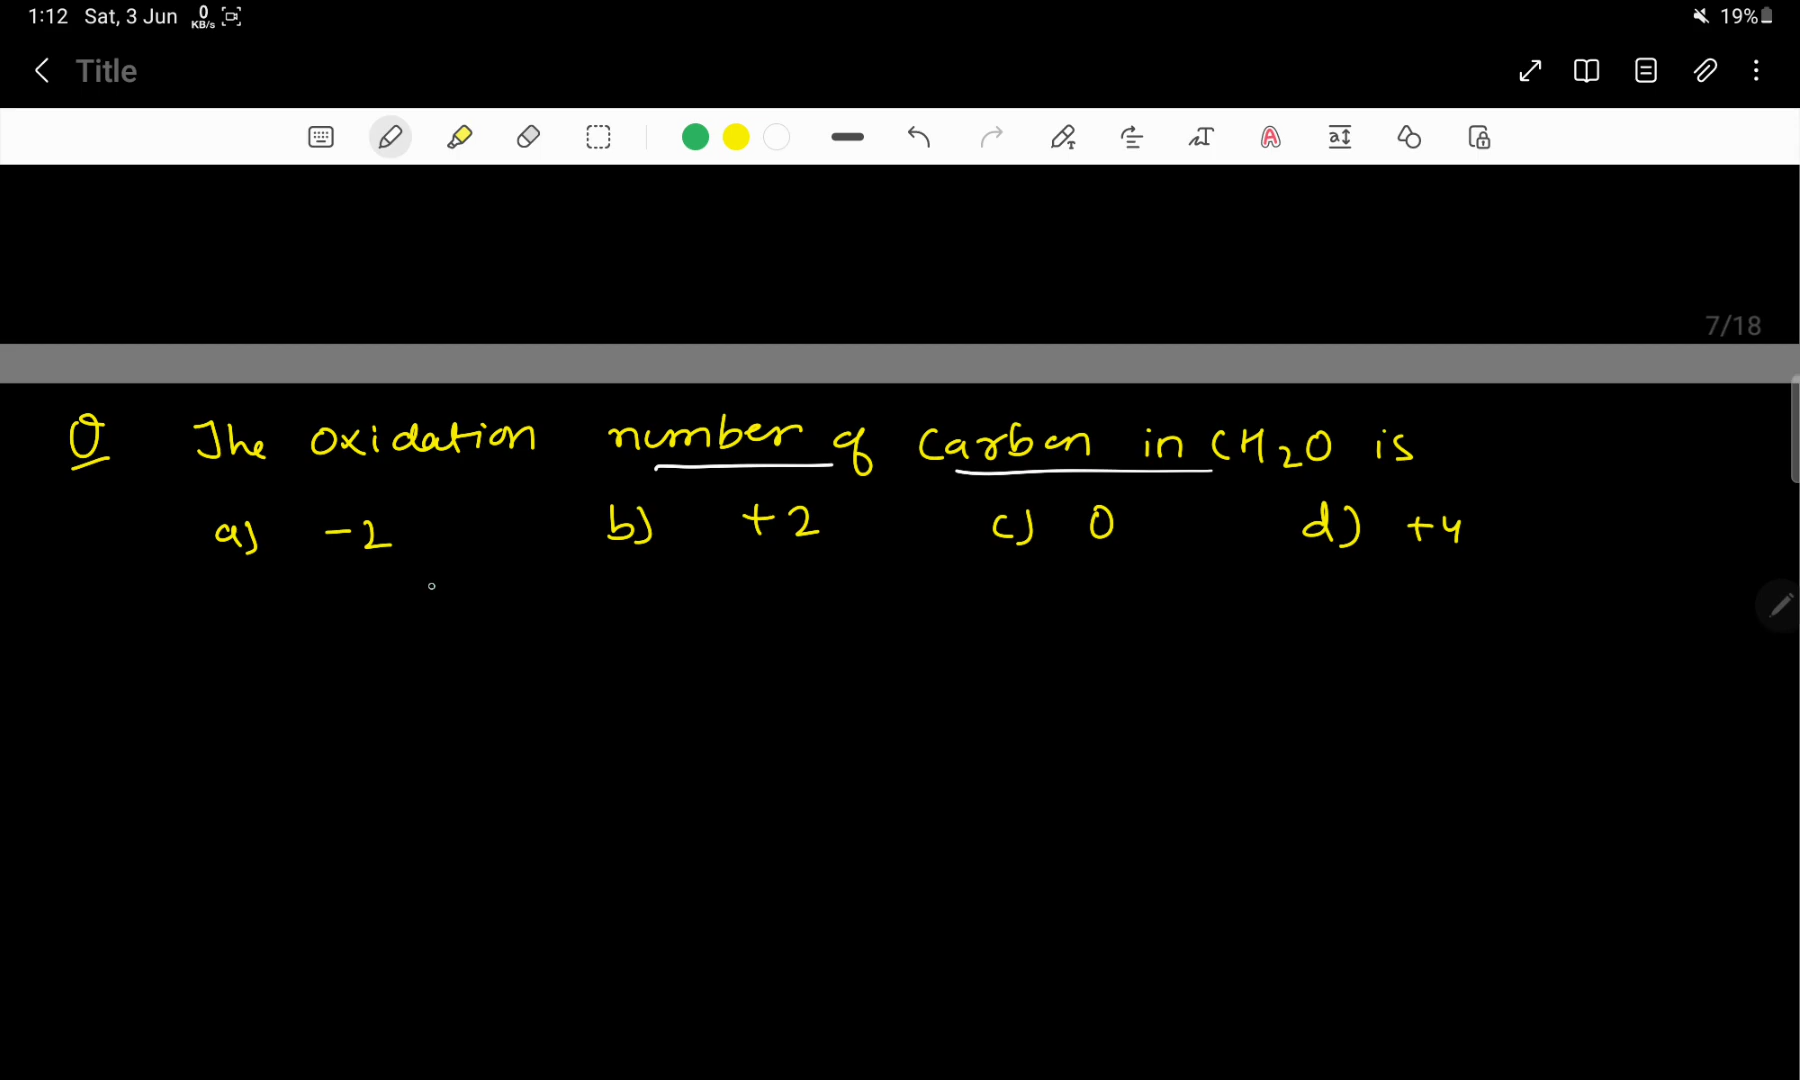 1:12 Sat, 3 Jun 0 KB/s 19%
Title
7/18
Q The Oxidation number of Carbon in CH2O is
a) -2 b) +2 c) 0 d) +4